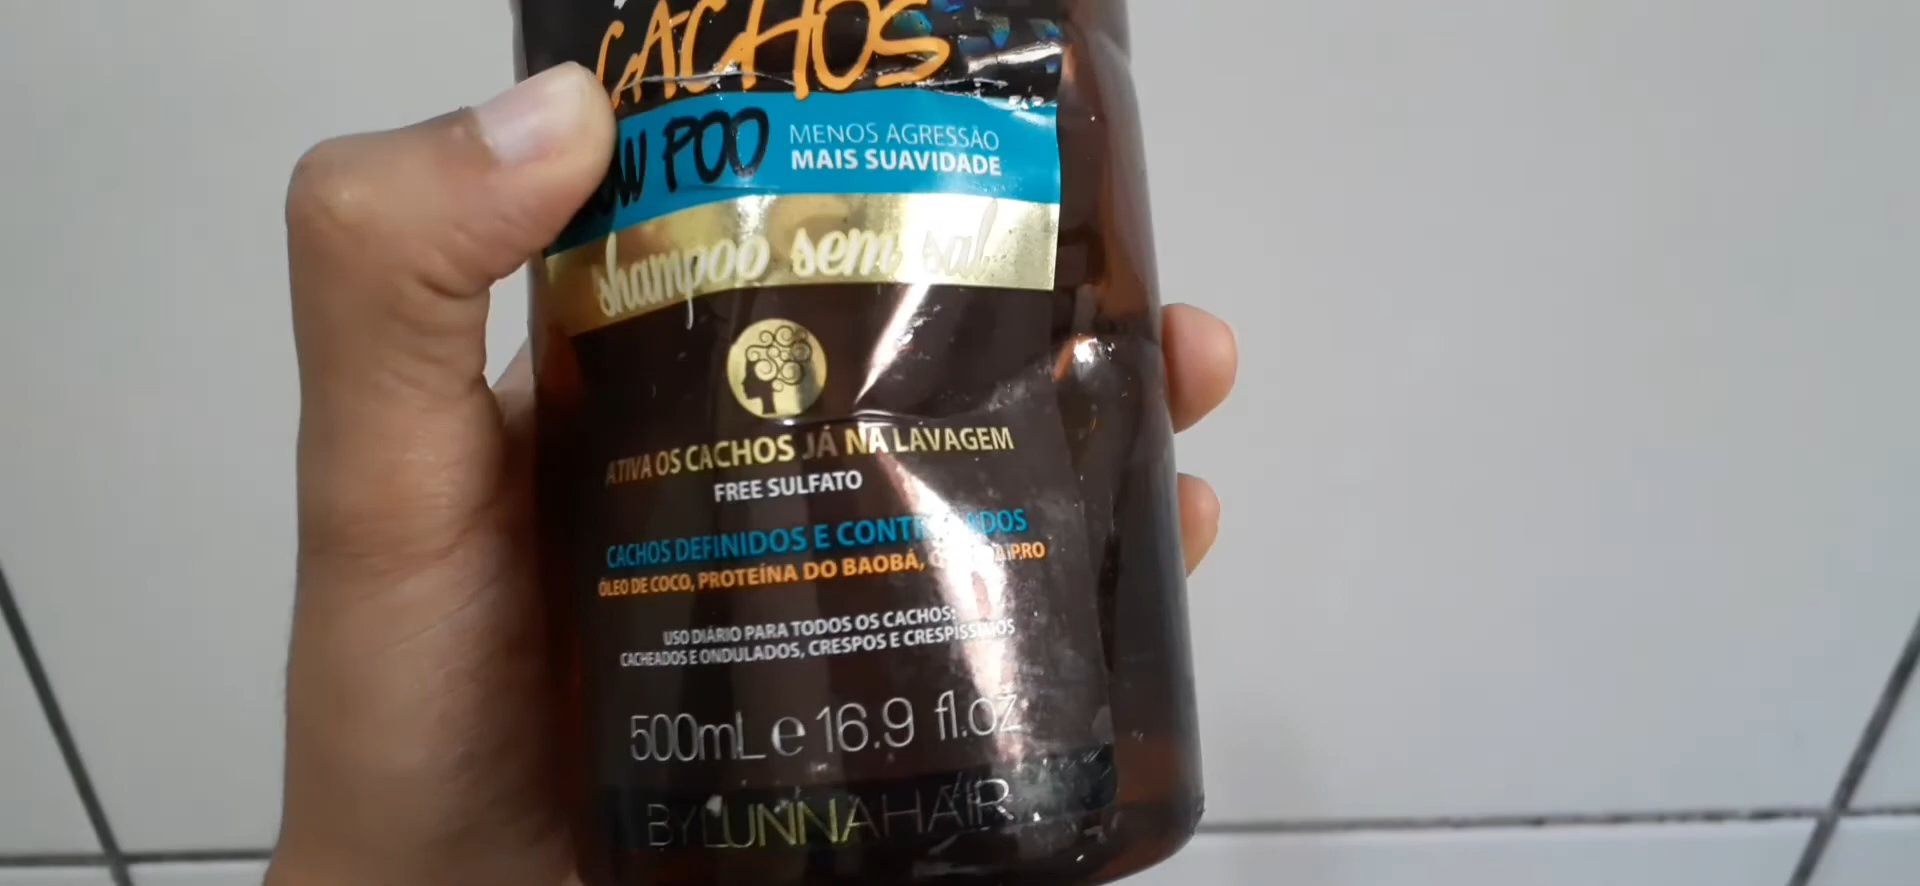 CACHOS
POO
MENOS AGRESSÃO
MAIS SUAVIDADE
shampoo sem sal
ATIVA OS CACHOS JÁ NA LAVAGEM
FREE SULFATO
CACHOS DEFINIDOS E
ÓLEO DE COCO, PROTEÍNA DO BAOBÁ,
USO DIÁRIO PARA TODOS OS CACHOS:
CACHEADOS E ONDULADOS, CRESPOS E CRESPÍSSIMOS
500mL e 16.9 fl.oz
BYLUNNAHAIR